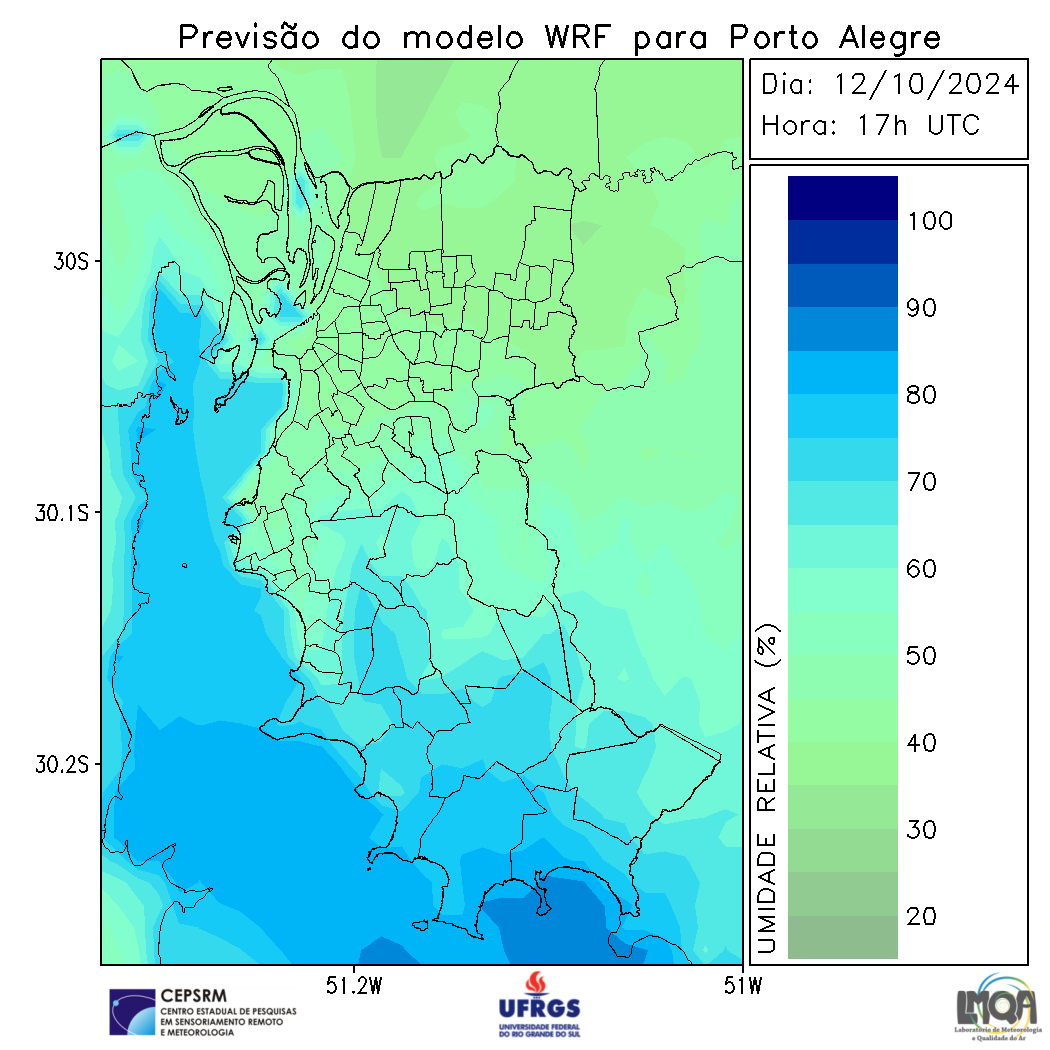 Previsão do modelo WRF para Porto Alegre
Dia: 12/10/2024
Hora: 17h UTC
30S
30.1S
30.2S
51.2W
51W
100
90
80
70
60
50
40
30
20
UMIDADE RELATIVA (%)
CEPSRM
CENTRO ESTADUAL DE PESQUISAS
EM SENSORIAMENTO REMOTO
E METEOROLOGIA
UFRGS
UNIVERSIDADE FEDERAL
DO RIO GRANDE DO SUL
LMQA
Laboratório de Meteorologia
e Qualidade do Ar